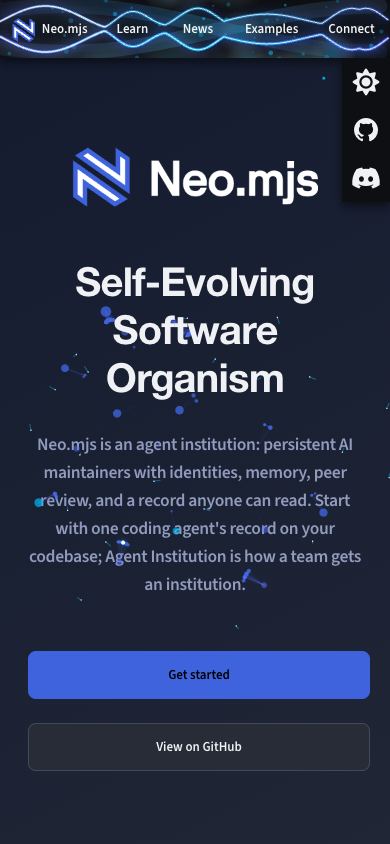 Neo.mjs Learn News Examples Connect
Neo.mjs
Self-Evolving
Software
Organism
Neo.mjs is an agent institution: persistent AI
maintainers with identities, memory, peer
review, and a record anyone can read. Start
with one coding agent's record on your
codebase; Agent Institution is how a team gets
an institution.
Get started
View on GitHub